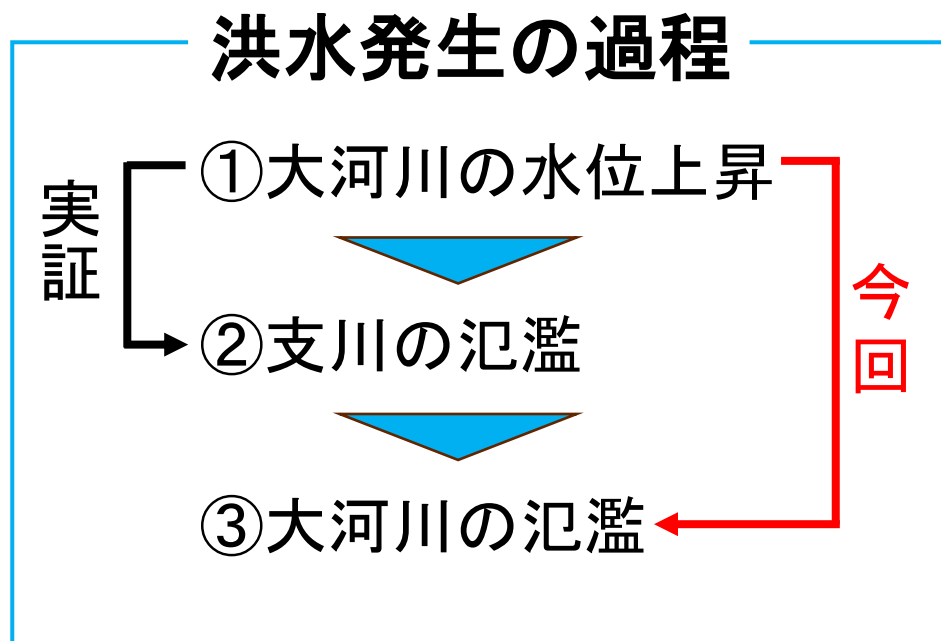 洪水発生の過程
①大河川の水位上昇
実証
②支川の氾濫
今回
③大河川の氾濫